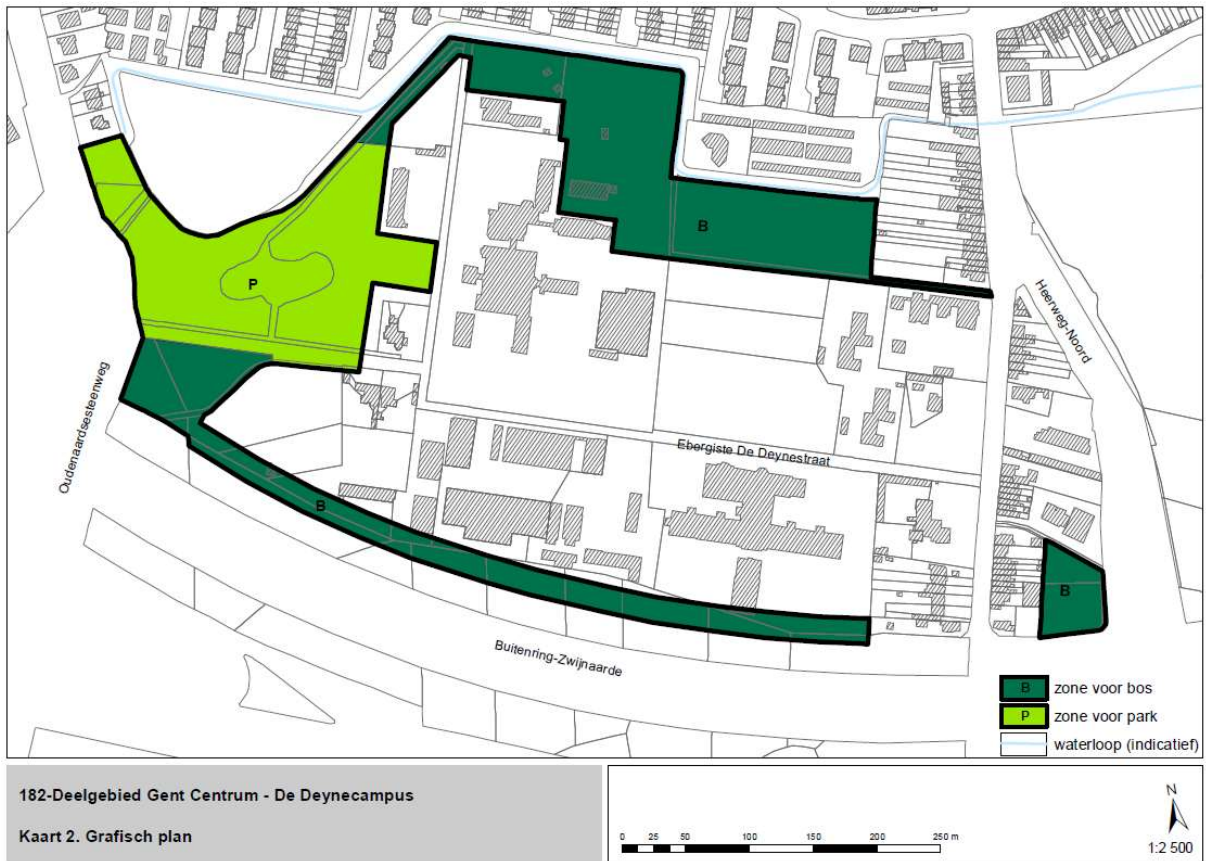 P
B
Heerweg-Noord
Oudenaardsesteenweg
Ebergiste De Deynestraat
B
B
Buitenring-Zwijnaarde
B zone voor bos
P zone voor park
waterloop (indicatief)
182-Deelgebied Gent Centrum - De Deynecampus
Kaart 2. Grafisch plan
0 25 50 100 150 200 250 m
N
1:2 500